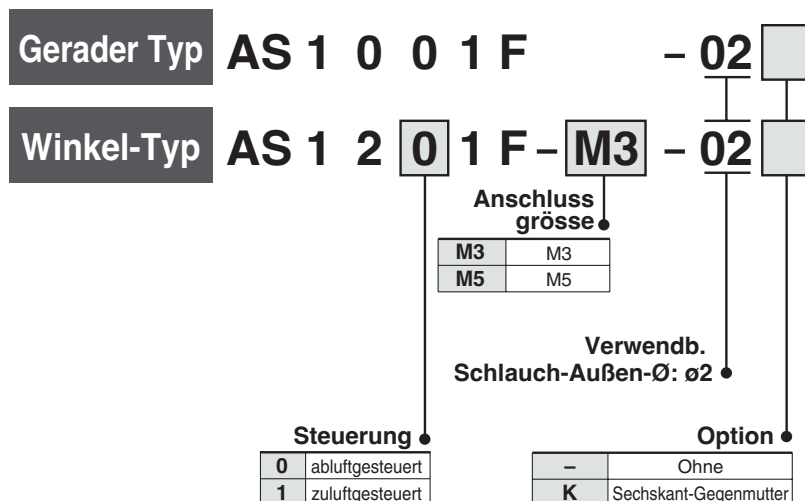 Gerader Typ AS 1 0 0 1 F – 02
Winkel-Typ AS 1 2 0 1 F – M3 – 02
Anschluss
grösse
M3 M3
M5 M5
Verwendb.
Schlauch-Außen-Ø: ø2
Steuerung
0 abluftgesteuert
1 zuluftgesteuert
Option
– Ohne
K Sechskant-Gegenmutter